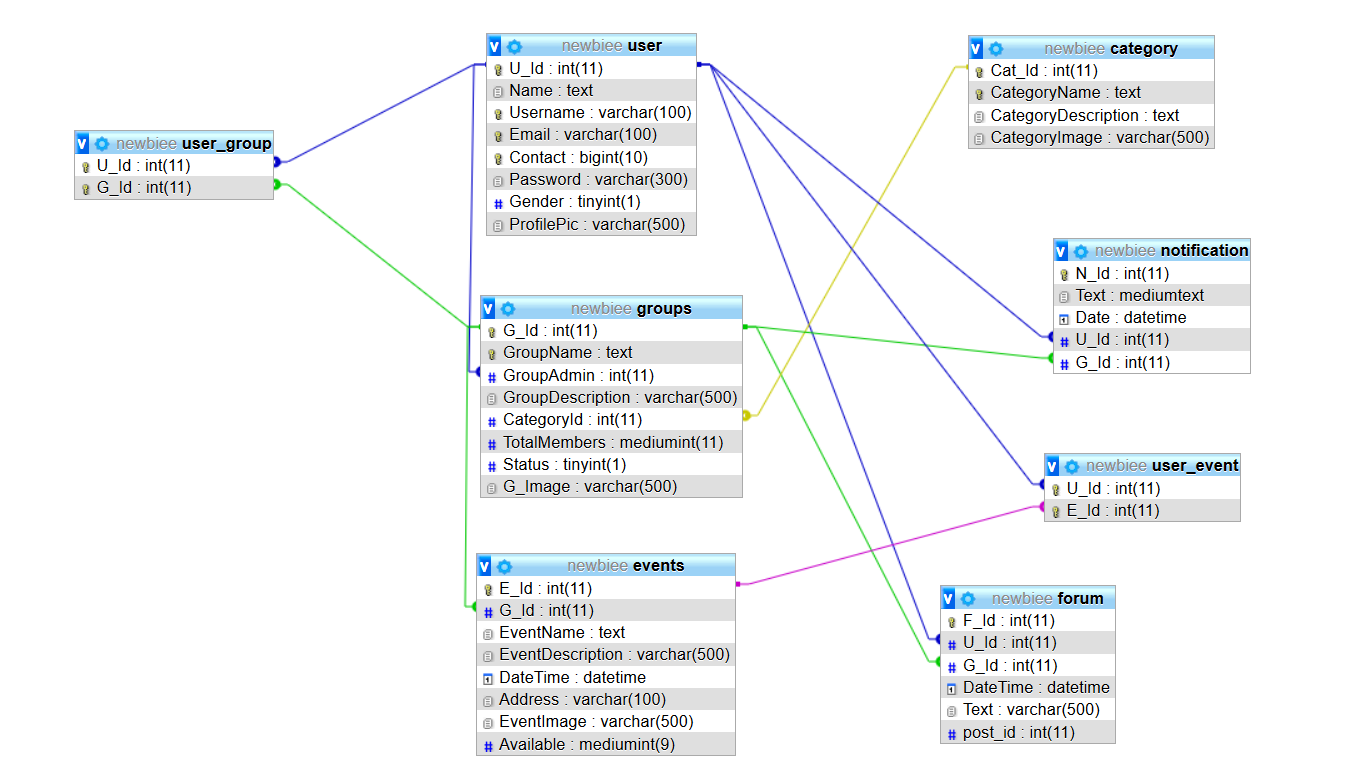 newbiee user
U_Id : int(11)
Name : text
Username : varchar(100)
Email : varchar(100)
Contact : bigint(10)
Password : varchar(300)
Gender : tinyint(1)
ProfilePic : varchar(500)
newbiee category
Cat_Id : int(11)
CategoryName : text
CategoryDescription : text
CategoryImage : varchar(500)
newbiee user_group
U_Id : int(11)
G_Id : int(11)
newbiee notification
N_Id : int(11)
Text : mediumtext
Date : datetime
U_Id : int(11)
G_Id : int(11)
newbiee groups
G_Id : int(11)
GroupName : text
GroupAdmin : int(11)
GroupDescription : varchar(500)
CategoryId : int(11)
TotalMembers : mediumint(11)
Status : tinyint(1)
G_Image : varchar(500)
newbiee user_event
U_Id : int(11)
E_Id : int(11)
newbiee events
E_Id : int(11)
G_Id : int(11)
EventName : text
EventDescription : varchar(500)
DateTime : datetime
Address : varchar(100)
EventImage : varchar(500)
Available : mediumint(9)
newbiee forum
F_Id : int(11)
U_Id : int(11)
G_Id : int(11)
DateTime : datetime
Text : varchar(500)
post_id : int(11)